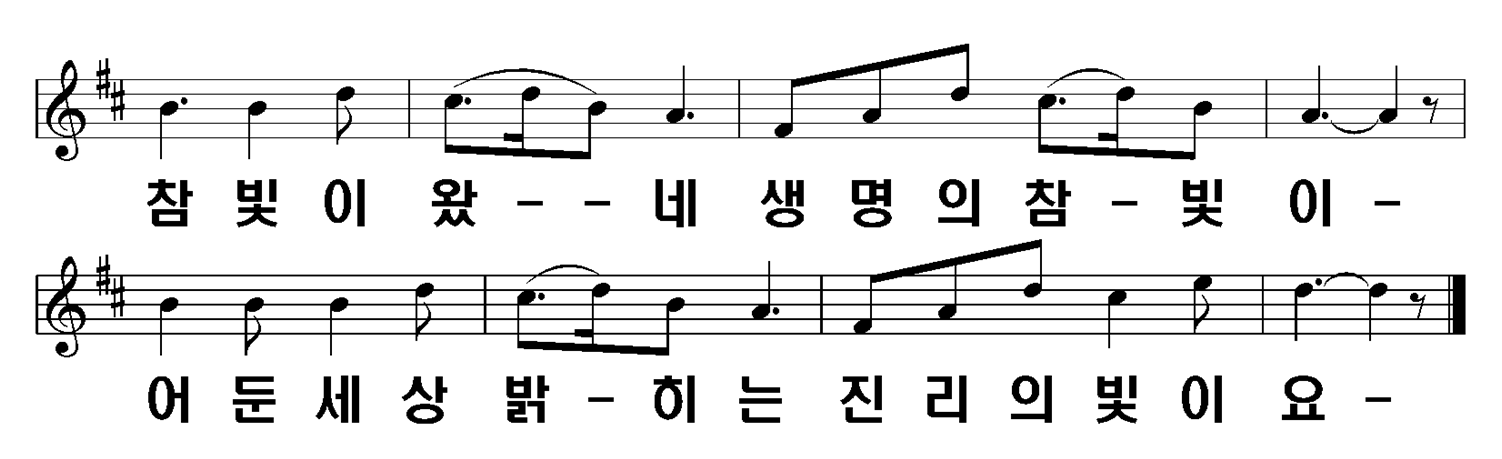 참 빛 이 왔 - - 네 생 명 의 참 - 빛 이 -
어 둔 세 상 밝 - 히 는 진 리 의 빛 이 요 -